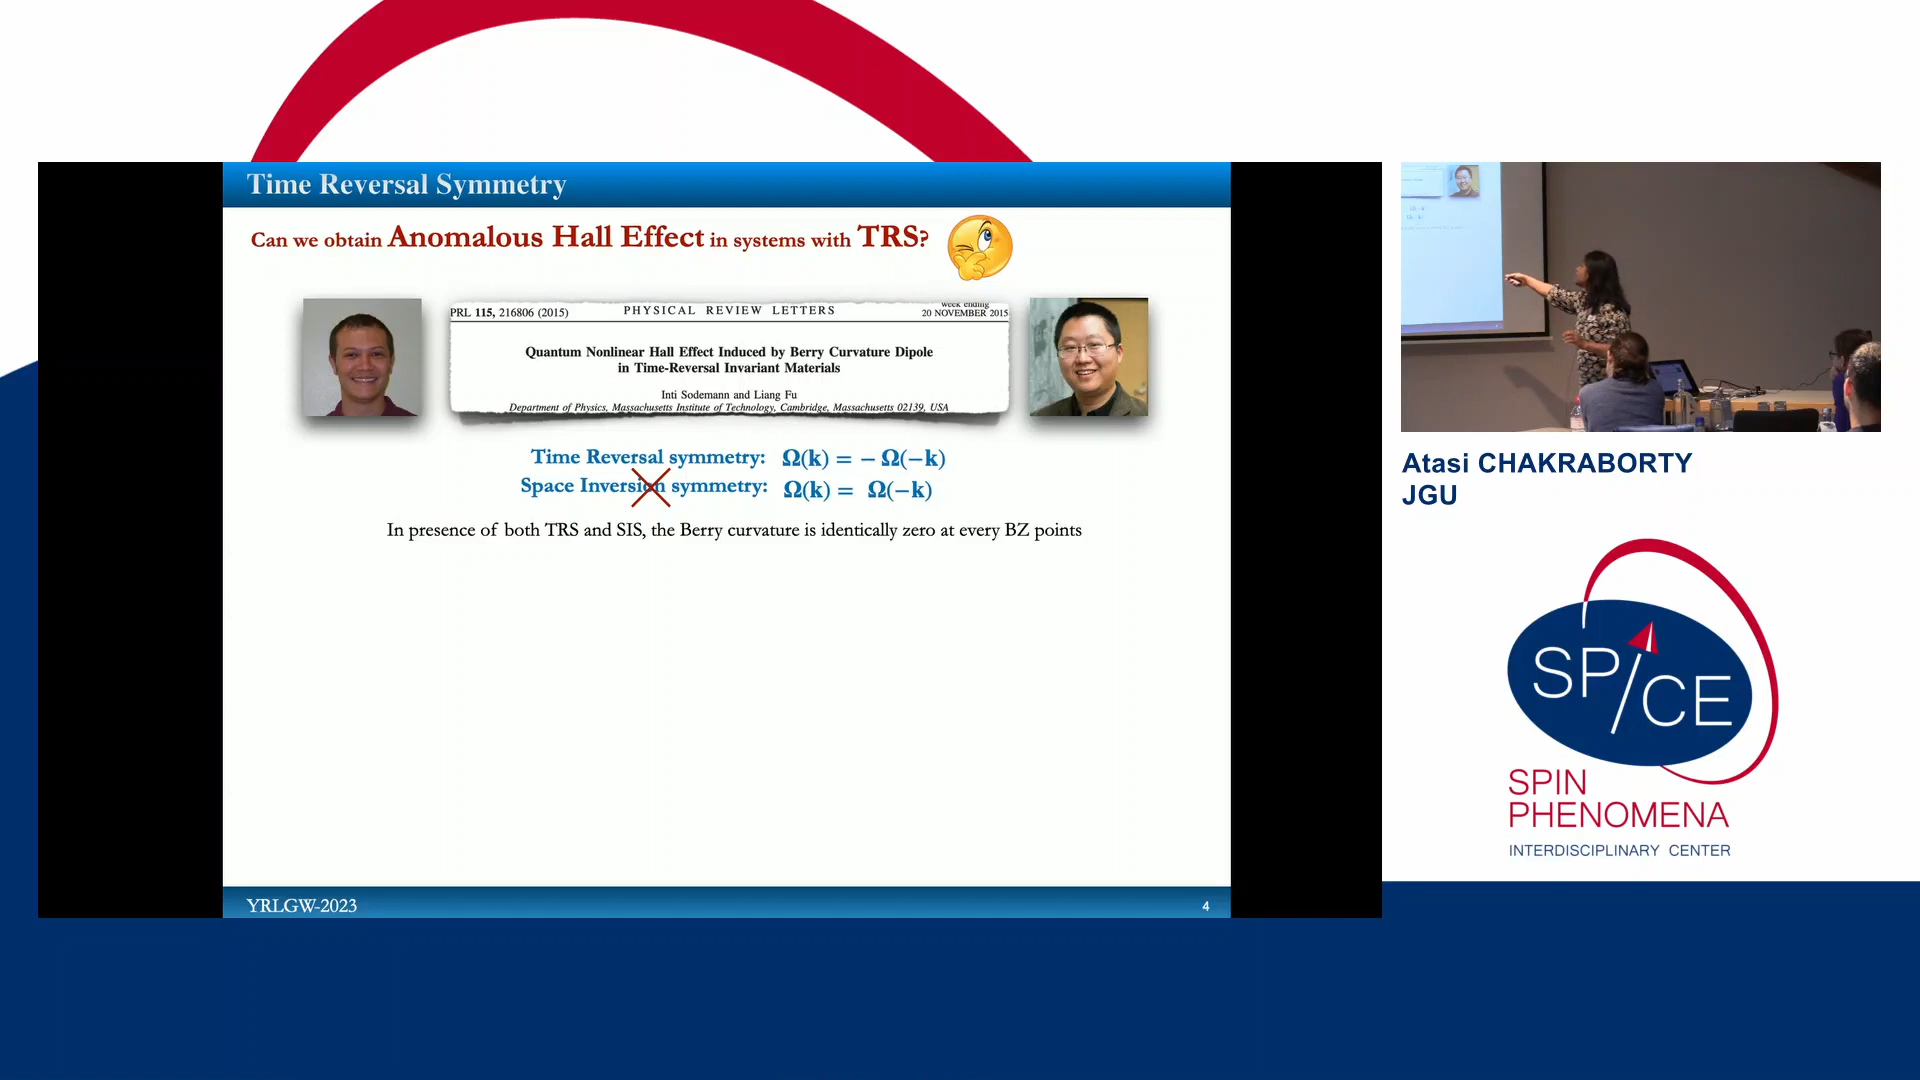 Time Reversal Symmetry
Can we obtain Anomalous Hall Effect in systems with TRS?
PRL 115, 216806 (2015)
PHYSICAL REVIEW LETTERS
week ending
20 NOVEMBER 2015
Quantum Nonlinear Hall Effect Induced by Berry Curvature Dipole
in Time-Reversal Invariant Materials
Inti Sodemann and Liang Fu
Department of Physics, Massachusetts Institute of Technology, Cambridge, Massachusetts 02139, USA
Time Reversal symmetry: Ω(k) = − Ω(−k)
Space Inversion symmetry: Ω(k) = Ω(−k)
In presence of both TRS and SIS, the Berry curvature is identically zero at every BZ points
YRLGW-2023
4
Atasi CHAKRABORTY
JGU
SPICE
SPIN
PHENOMENA
INTERDISCIPLINARY CENTER